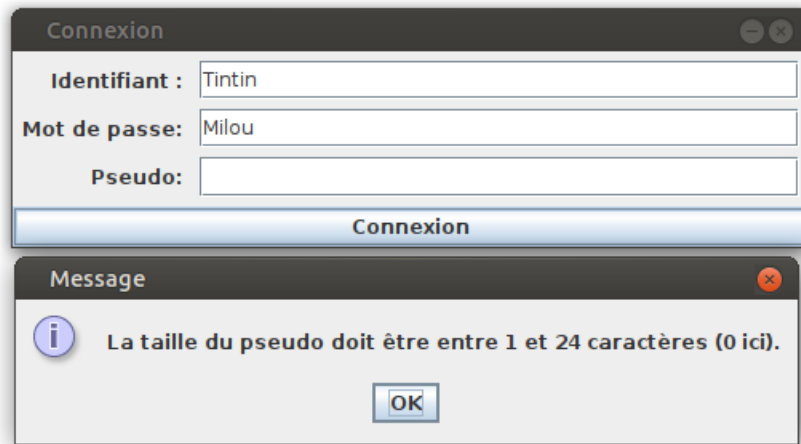 Connexion
Identifiant : Tintin
Mot de passe: Milou
Pseudo:
Connexion
Message
La taille du pseudo doit être entre 1 et 24 caractères (0 ici).
OK